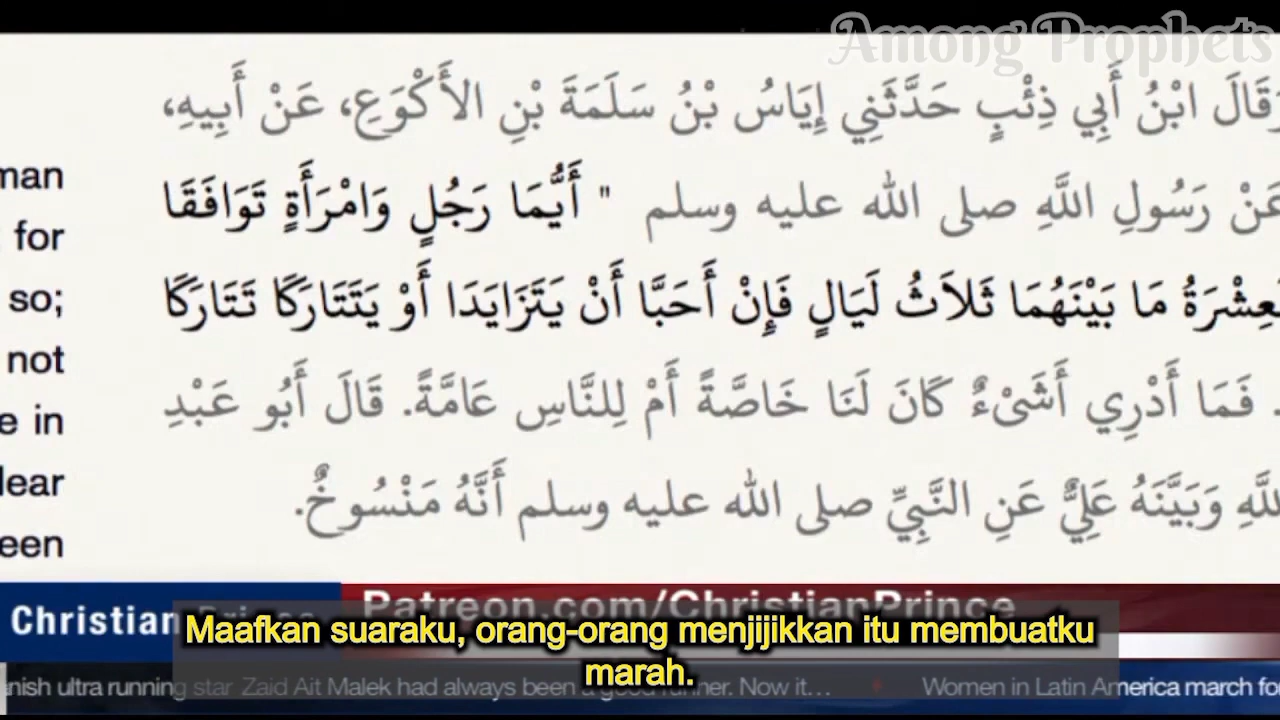 Among Prophets
وَقَالَ ابْنُ أَبِي ذِئْبٍ حَدَّثَنِي إِيَاسُ بْنُ سَلَمَةَ بْنِ الأَكْوَعِ، عَنْ أَبِيهِ،
عَنْ رَسُولِ اللَّهِ صلى الله عليه وسلم " أَيُّمَا رَجُلٍ وَامْرَأَةٍ تَوَافَقَا
فَعِشْرَةُ مَا بَيْنَهُمَا ثَلاَثُ لَيَالٍ فَإِنْ أَحَبَّا أَنْ يَتَزَايَدَا أَوْ يَتَتَارَكَا تَتَارَكَا
فَمَا أَدْرِي أَشَىْءٌ كَانَ لَنَا خَاصَّةً أَمْ لِلنَّاسِ عَامَّةً. قَالَ أَبُو عَبْدِ
اللَّهِ وَبَيَّنَهُ عَلِيٌّ عَنِ النَّبِيِّ صلى الله عليه وسلم أَنَّهُ مَنْسُوخٌ.
man
for
so;
not
e in
lear
een
Christian Prince
Patreon.com/ChristianPrince
Maafkan suaraku, orang-orang menjijikkan itu membuatku
marah.
nish ultra running star Zaid Ait Malek had always been a good runner. Now it… Women in Latin America march for